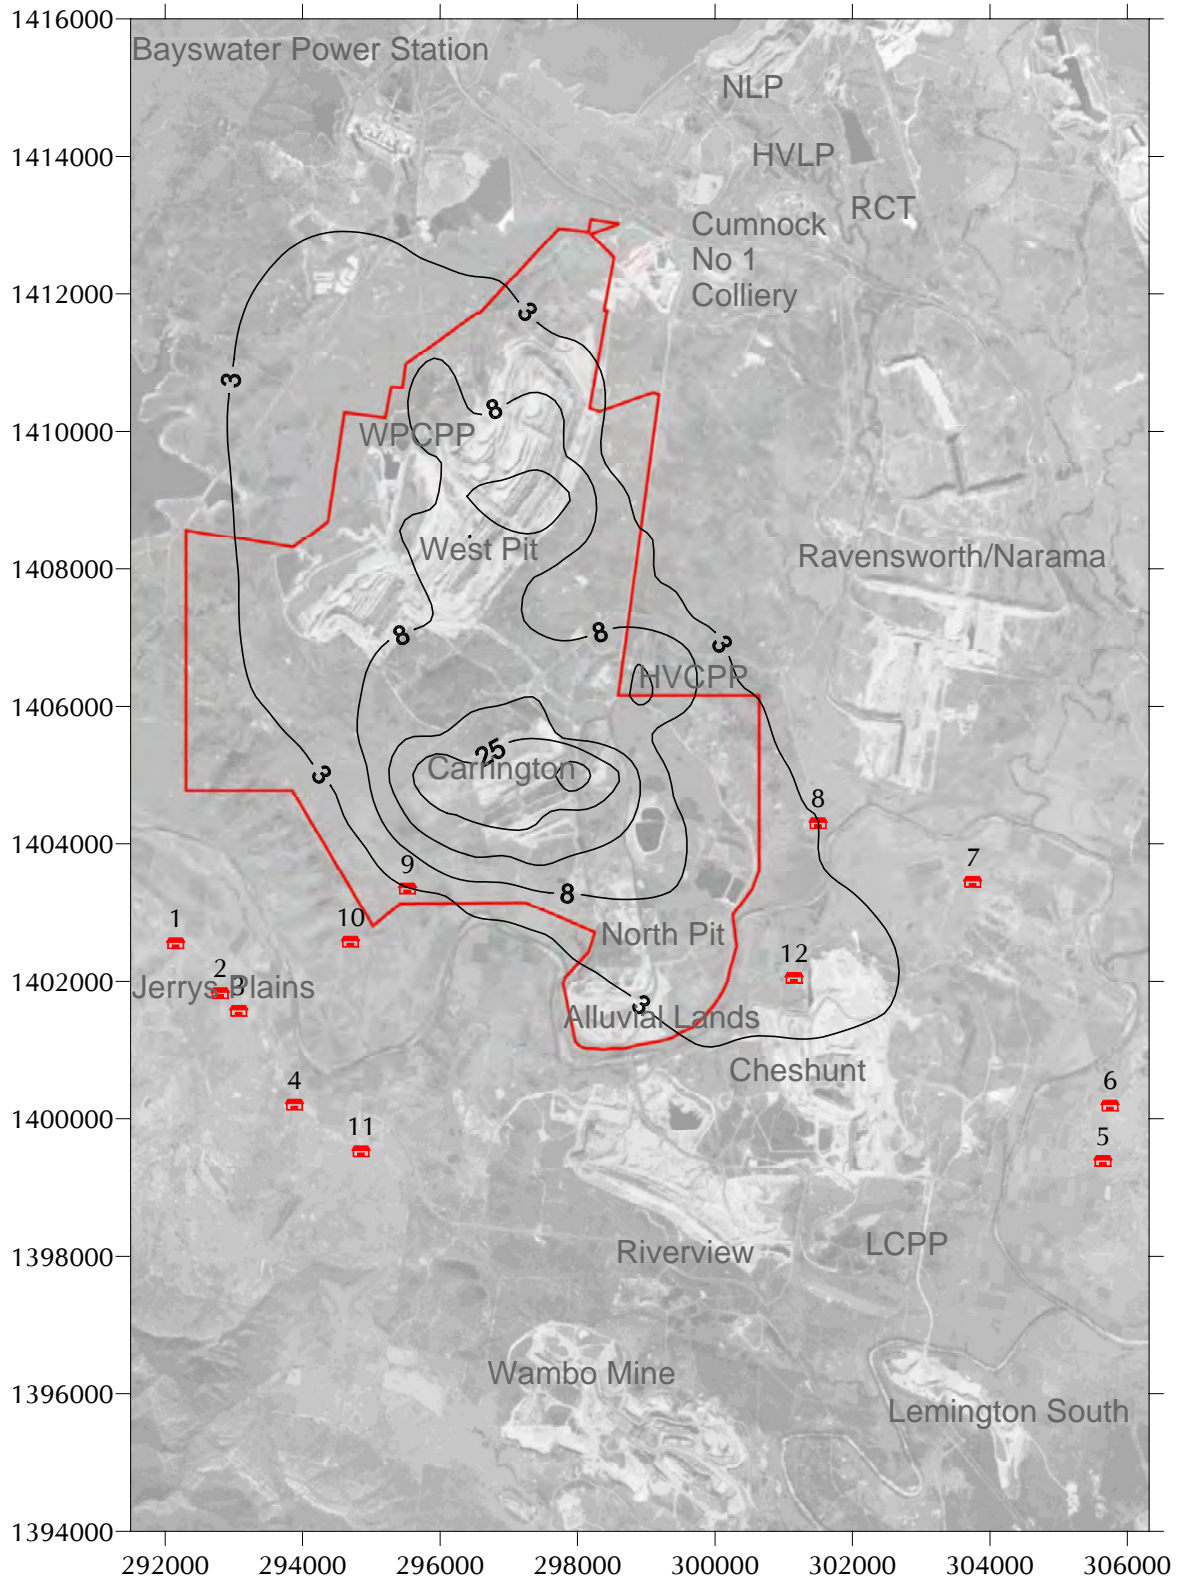 1416000
Bayswater Power Station
NLP
1414000
HVLP
RCT
Cumnock
No 1
Colliery
1412000
3
3
8
1410000
WPCPP
West Pit
1408000
Ravensworth/Narama
8
8
3
HVCPP
1406000
25
Carrington
3
8
1404000
9
7
8
1
10
North Pit
12
2
1402000
Jerrys Plains
3
3
Alluvial Lands
Cheshunt
4
6
1400000
11
5
Riverview
LCPP
1398000
Wambo Mine
1396000
Lemington South
1394000
292000 294000 296000 298000 300000 302000 304000 306000